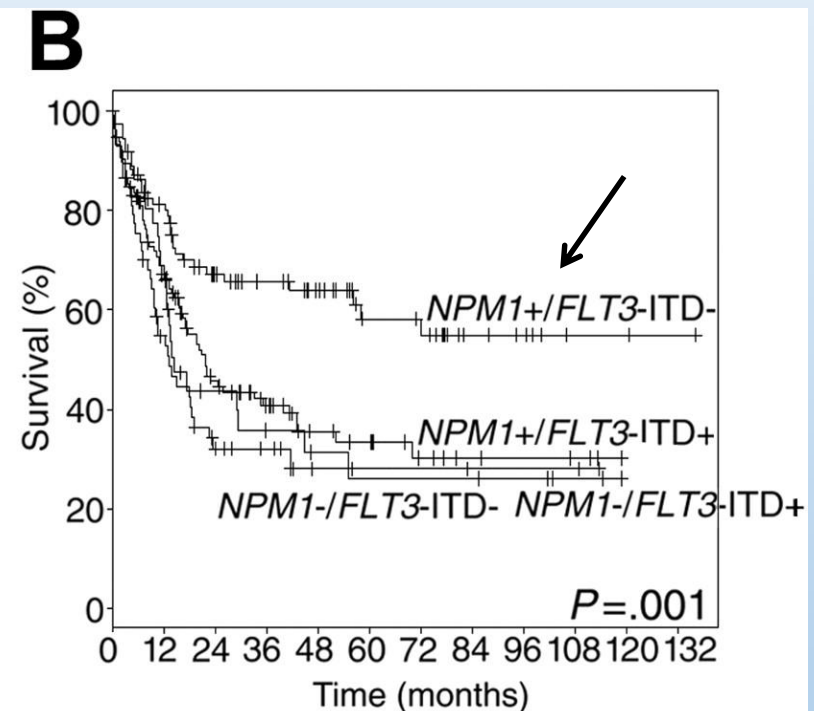 B
100
80
60
40
20
0
Survival (%)
NPM1+/FLT3-ITD-
NPM1+/FLT3-ITD+
NPM1-/FLT3-ITD- NPM1-/FLT3-ITD+
P=.001
0 12 24 36 48 60 72 84 96 108 120 132
Time (months)